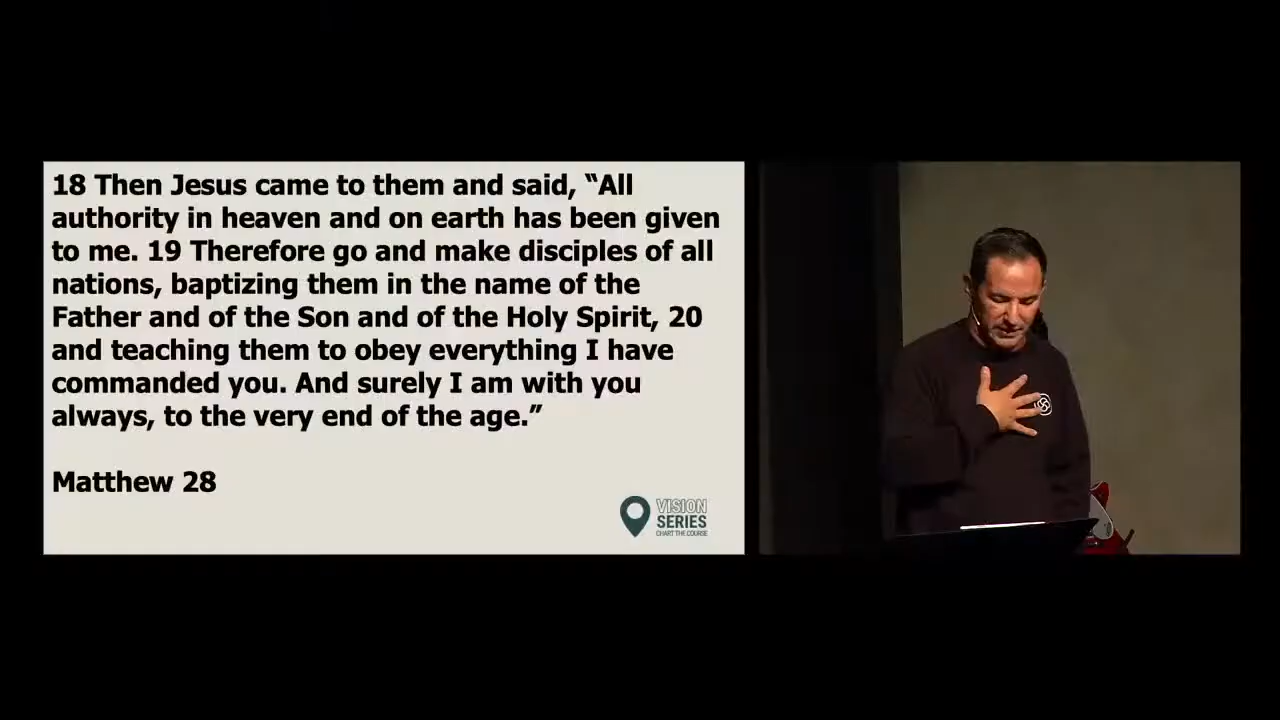 18 Then Jesus came to them and said, “All
authority in heaven and on earth has been given
to me. 19 Therefore go and make disciples of all
nations, baptizing them in the name of the
Father and of the Son and of the Holy Spirit, 20
and teaching them to obey everything I have
commanded you. And surely I am with you
always, to the very end of the age.”
Matthew 28
VISION
SERIES
CHART THE COURSE